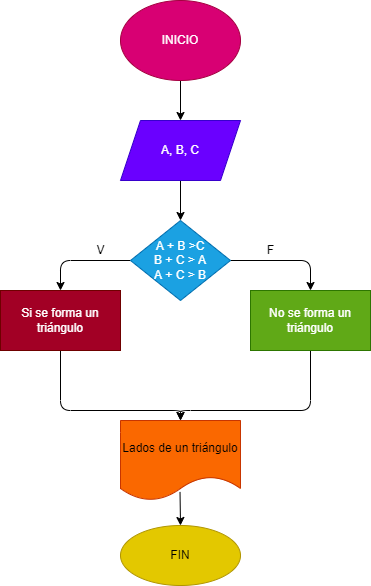 INICIO
A, B, C
A + B >C
B + C > A
A + C > B
V
F
Si se forma un
triángulo
No se forma un
triángulo
Lados de un triángulo
FIN